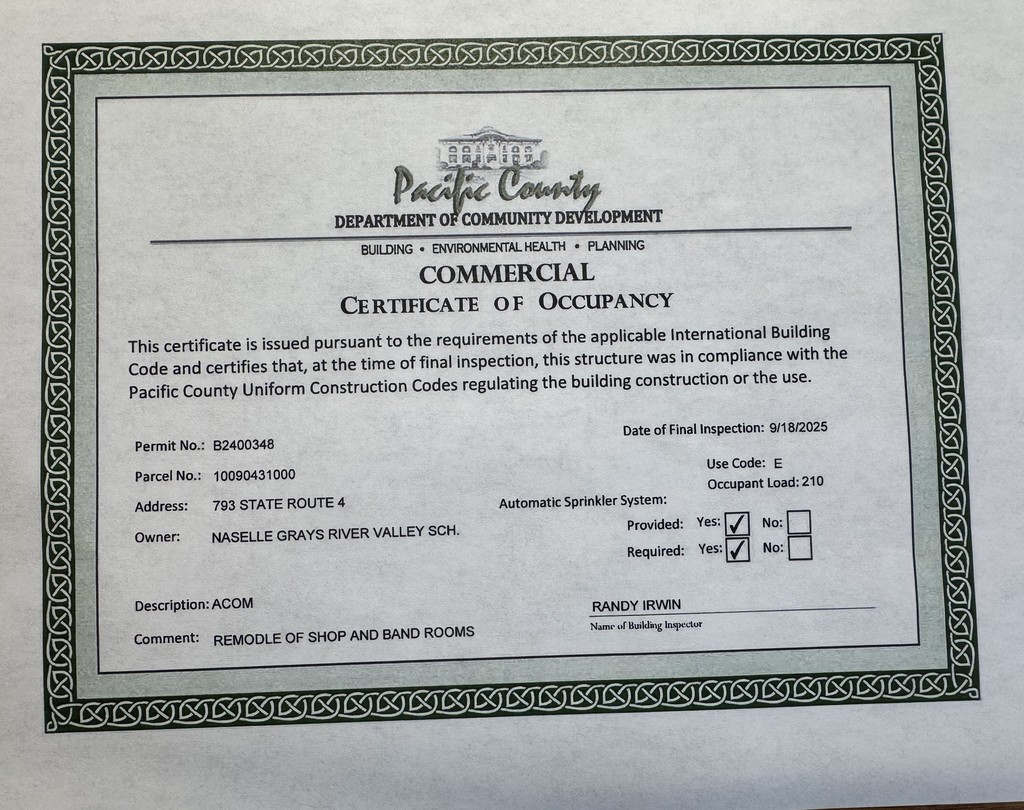 Pacific County
DEPARTMENT OF COMMUNITY DEVELOPMENT
BUILDING • ENVIRONMENTAL HEALTH • PLANNING
COMMERCIAL
CERTIFICATE OF OCCUPANCY
This certificate is issued pursuant to the requirements of the applicable International Building
Code and certifies that, at the time of final inspection, this structure was in compliance with the
Pacific County Uniform Construction Codes regulating the building construction or the use.
Permit No.: B2400348
Date of Final Inspection: 9/18/2025
Parcel No.: 10090431000
Use Code: E
Occupant Load: 210
Address: 793 STATE ROUTE 4
Automatic Sprinkler System:
Owner: NASELLE GRAYS RIVER VALLEY SCH.
Provided: Yes: ✓ No:
Required: Yes: ✓ No:
Description: ACOM
RANDY IRWIN
Name of Building Inspector
Comment: REMODLE OF SHOP AND BAND ROOMS